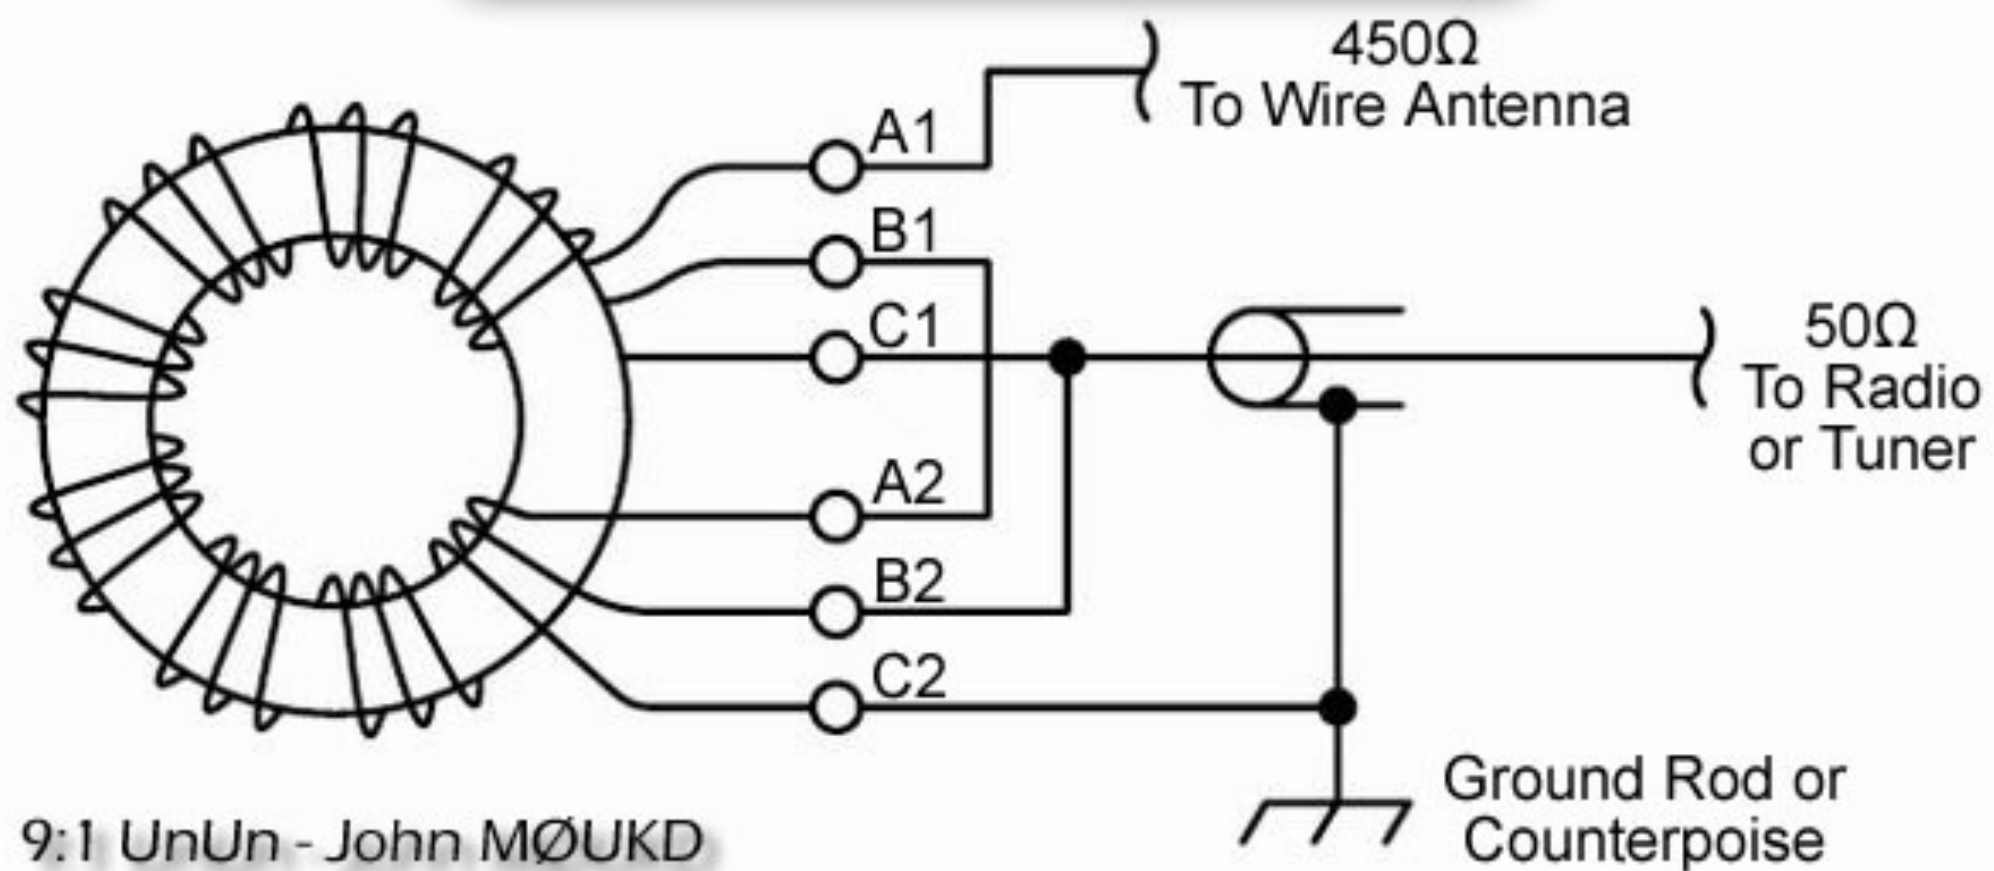 450Ω
To Wire Antenna
A1
B1
C1
50Ω
To Radio
or Tuner
A2
B2
C2
Ground Rod or
Counterpoise
9:1 UnUn - John MØUKD